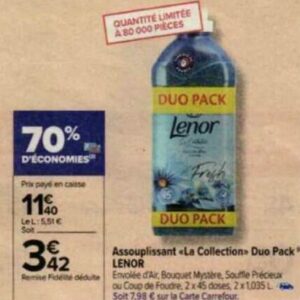 QUANTITÉ LIMITÉE
À 80 000 PIÈCES
DUO PACK
Lenor
Fresh
DUO PACK
70%
D'ÉCONOMIES
Prix payé en caisse
11€40
Le L : 5,51 €
Soit
3€42
Remise Fidélité déduite
Assouplissant «La Collection» Duo Pack
LENOR
Envolée d'Air, Bouquet Mystère, Souffle Précieux
ou Coup de Foudre, 2 x 45 doses, 2 x 1,035 L.
Soit 7,98 € sur la Carte Carrefour.